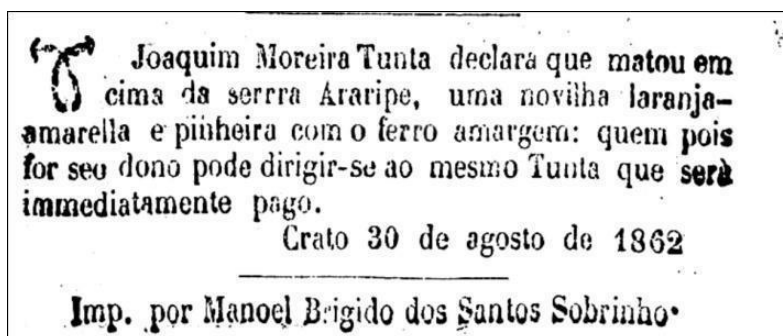 Joaquim Moreira Tunta declara que matou em
cima da serrra Araripe, uma novilha laranja-
amarella e pinheira com o ferro amargem: quem pois
for seu dono pode dirigir-se ao mesmo Tunta que será
immediatamente pago.
Crato 30 de agosto de 1862
Imp. por Manoel Brigido dos Santos Sobrinho.